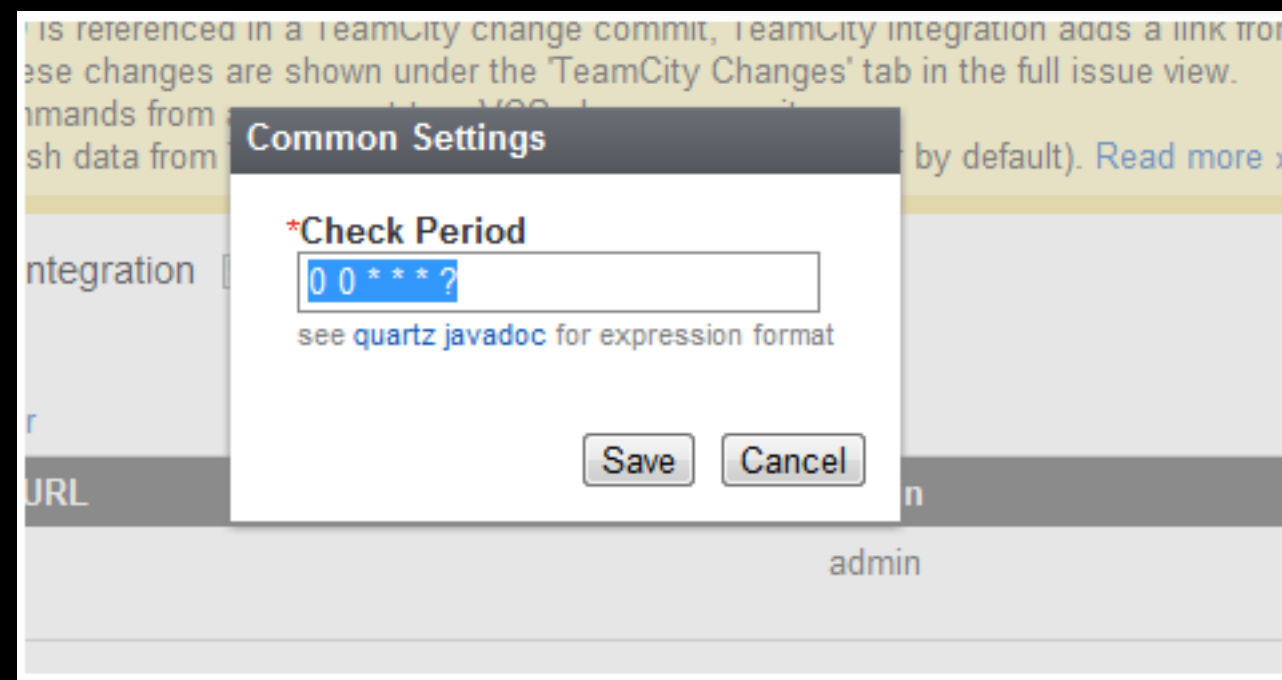 is referenced in a TeamCity change commit, TeamCity integration adds a link from
ese changes are shown under the 'TeamCity Changes' tab in the full issue view.
mmands from
sh data from by default). Read more »
Common Settings
*Check Period
ntegration
0 0 * * * ?
see quartz javadoc for expression format
r
Save Cancel
URL n
admin